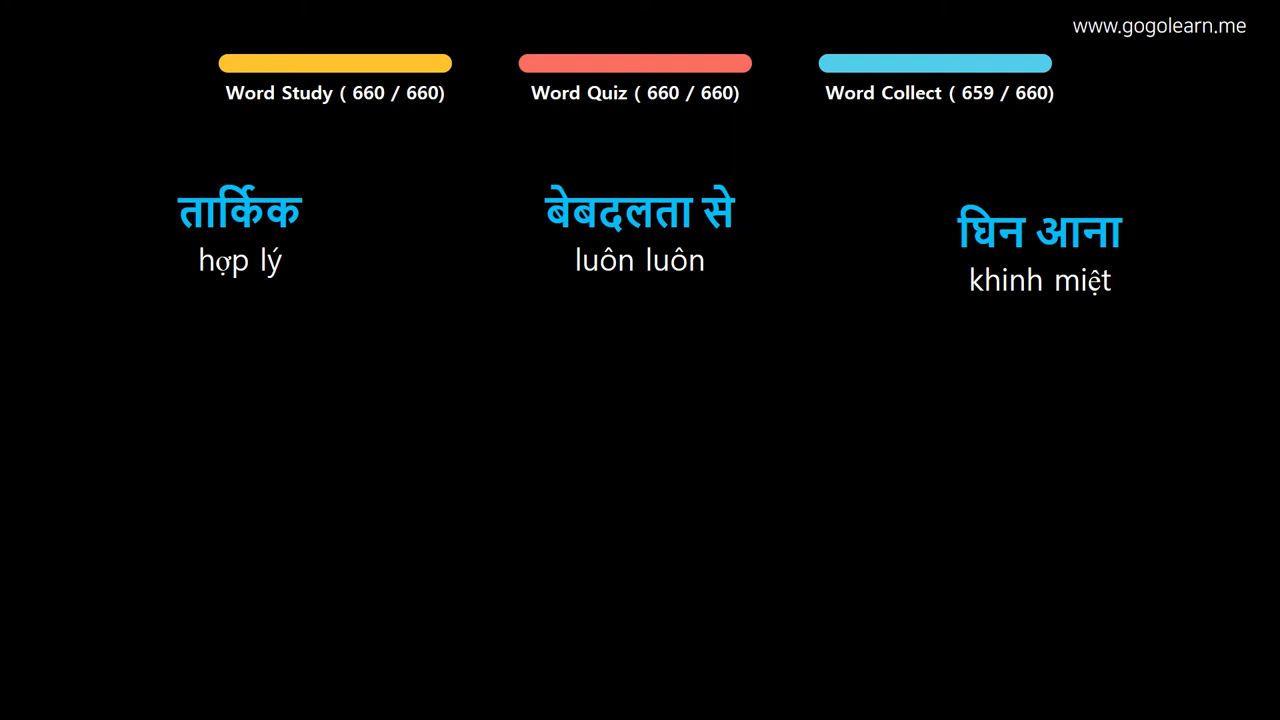 www.gogolearn.me
Word Study ( 660 / 660)
Word Quiz ( 660 / 660)
Word Collect ( 659 / 660)
तार्किक
hợp lý
बेबदलता से
luôn luôn
घिन आना
khinh miệt